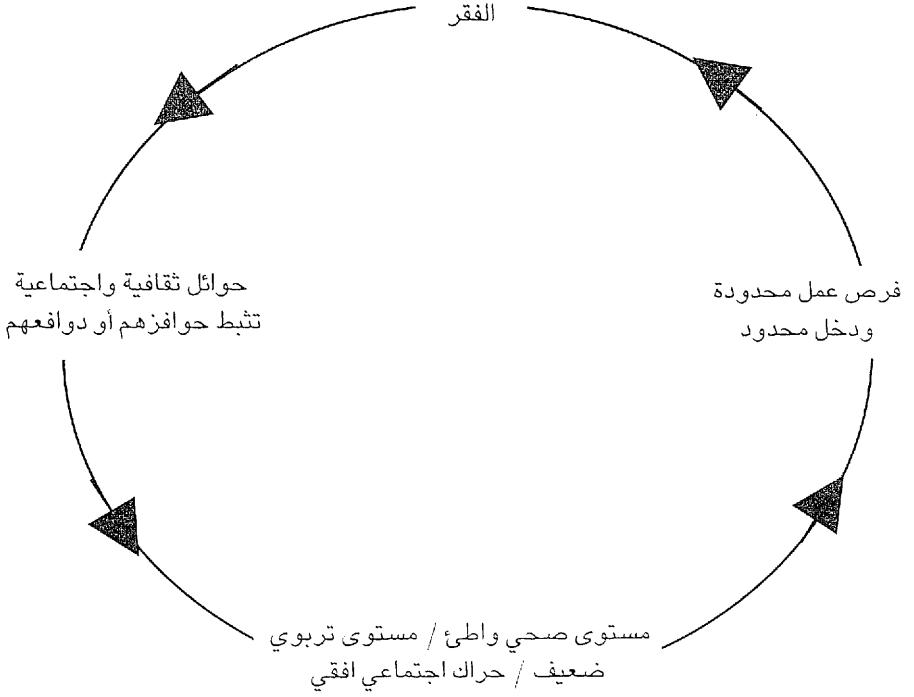 الفقر
حوائل ثقافية واجتماعية
تثبط حوافزهم أو دوافعهم
فرص عمل محدودة
ودخل محدود
مستوى صحي واطئ / مستوى تربوي
ضعيف / حراك اجتماعي افقي